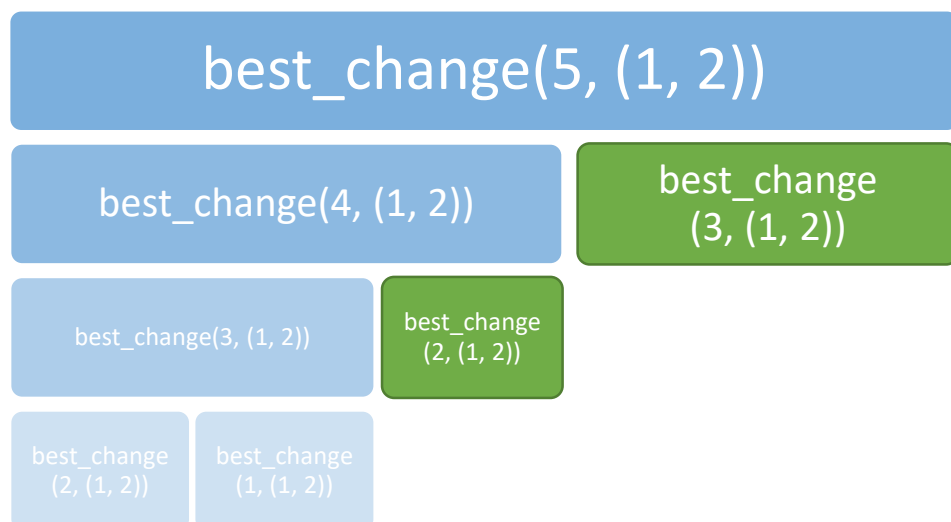 best_change(5, (1, 2))
best_change(4, (1, 2))
best_change
(3, (1, 2))
best_change(3, (1, 2))
best_change
(2, (1, 2))
best_change
(2, (1, 2))
best_change
(1, (1, 2))